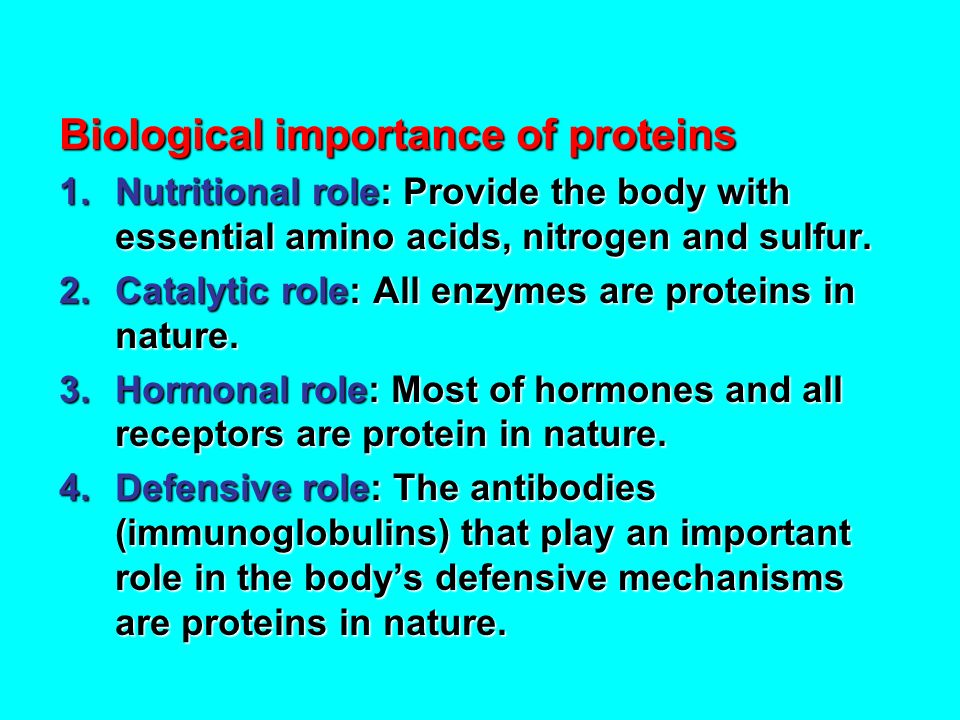 Biological importance of proteins
1. Nutritional role: Provide the body with
essential amino acids, nitrogen and sulfur.
2. Catalytic role: All enzymes are proteins in
nature.
3. Hormonal role: Most of hormones and all
receptors are protein in nature.
4. Defensive role: The antibodies
(immunoglobulins) that play an important
role in the body’s defensive mechanisms
are proteins in nature.